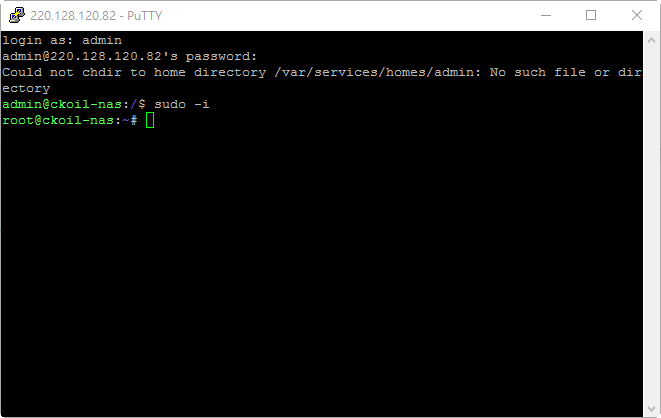 220.128.120.82 - PuTTY
login as: admin
admin@220.128.120.82's password:
Could not chdir to home directory /var/services/homes/admin: No such file or dir
ectory
admin@ckoil-nas:/$ sudo -i
root@ckoil-nas:~#